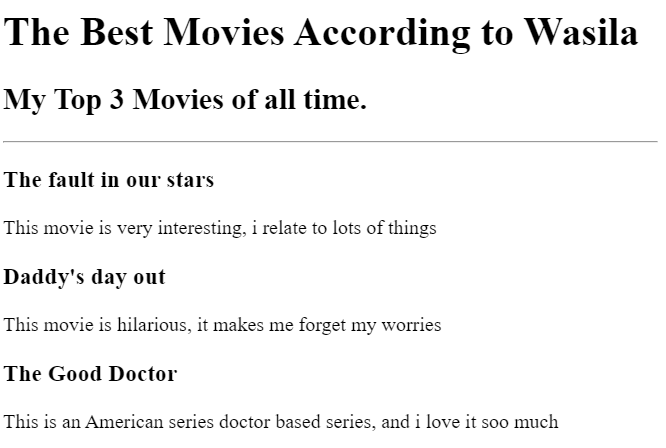 The Best Movies According to Wasila
My Top 3 Movies of all time.
The fault in our stars
This movie is very interesting, i relate to lots of things
Daddy's day out
This movie is hilarious, it makes me forget my worries
The Good Doctor
This is an American series doctor based series, and i love it soo much